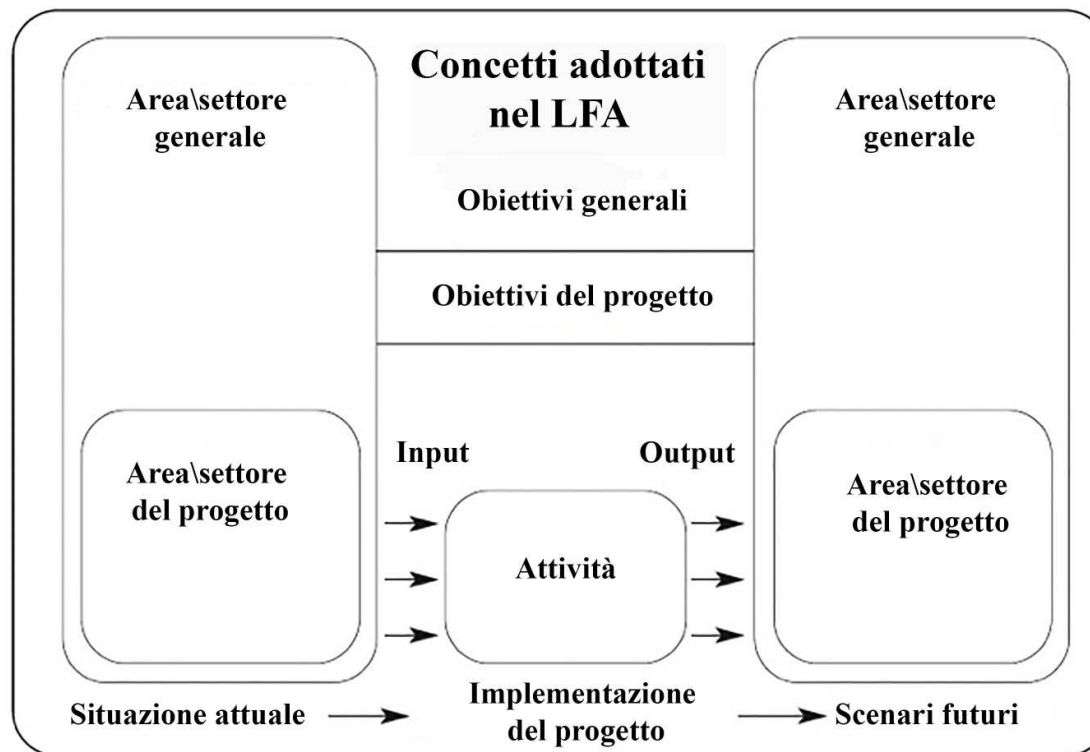 Concetti adottati
nel LFA
Area\settore
generale
Area\settore
generale
Obiettivi generali
Obiettivi del progetto
Input
Output
Area\settore
del progetto
Attività
Area\settore
del progetto
Situazione attuale
Implementazione
del progetto
Scenari futuri